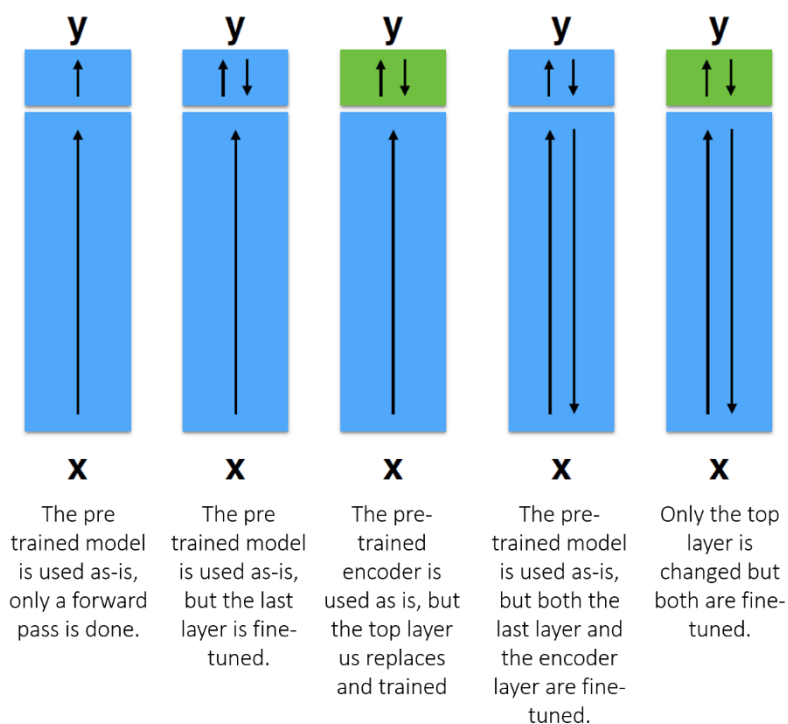 y
y
y
y
y
x
x
x
x
x
The pre
trained model
is used as-is,
only a forward
pass is done.
The pre
trained model
is used as-is,
but the last
layer is fine-
tuned.
The pre-
trained
encoder is
used as is, but
the top layer
us replaces
and trained
The pre-
trained model
is used as-is,
but both the
last layer and
the encoder
layer are fine-
tuned.
Only the top
layer is
changed but
both are fine-
tuned.